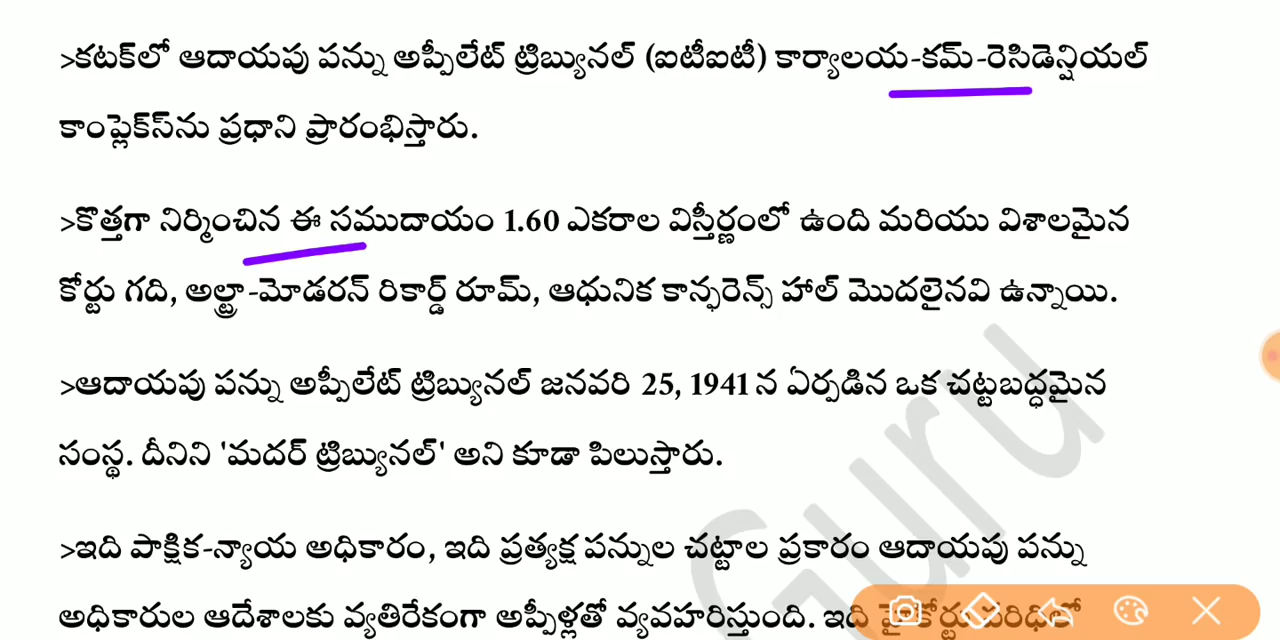 >కటక్‌లో ఆదాయపు పన్ను అప్పీలేట్ ట్రిబ్యునల్ (ఐటీఐటీ) కార్యాలయ-కమ్-రెసిడెన్షియల్
కాంప్లెక్స్‌ను ప్రధాని ప్రారంభిస్తారు.
>కొత్తగా నిర్మించిన ఈ సముదాయం 1.60 ఎకరాల విస్తీర్ణంలో ఉంది మరియు విశాలమైన
కోర్టు గది, అల్ట్రా-మోడరన్ రికార్డ్ రూమ్, ఆధునిక కాన్ఫరెన్స్ హాల్ మొదలైనవి ఉన్నాయి.
>ఆదాయపు పన్ను అప్పీలేట్ ట్రిబ్యునల్ జనవరి 25, 1941 న ఏర్పడిన ఒక చట్టబద్ధమైన
సంస్థ. దీనిని 'మదర్ ట్రిబ్యునల్' అని కూడా పిలుస్తారు.
>ఇది పాక్షిక-న్యాయ అధికారం, ఇది ప్రత్యక్ష పన్నుల చట్టాల ప్రకారం ఆదాయపు పన్ను
అధికారుల ఆదేశాలకు వ్యతిరేకంగా అప్పీళ్లతో వ్యవహరిస్తుంది. ఇది హైకోర్టు పరిధిలో
Guru